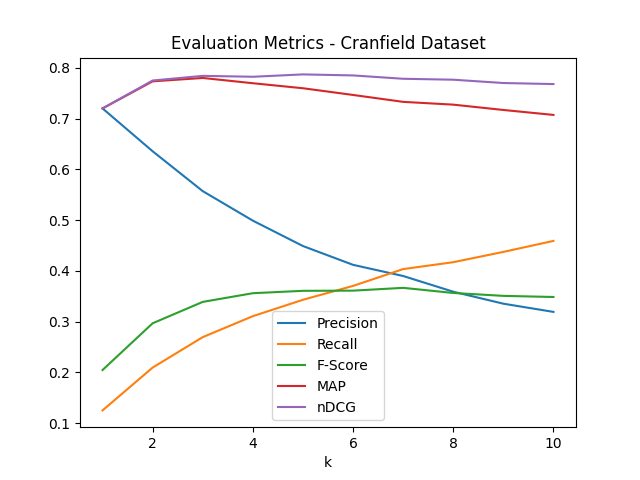 Evaluation Metrics - Cranfield Dataset
0.8
0.7
0.6
0.5
0.4
0.3
0.2
0.1
Precision
Recall
F-Score
MAP
nDCG
2 4 6 8 10
k